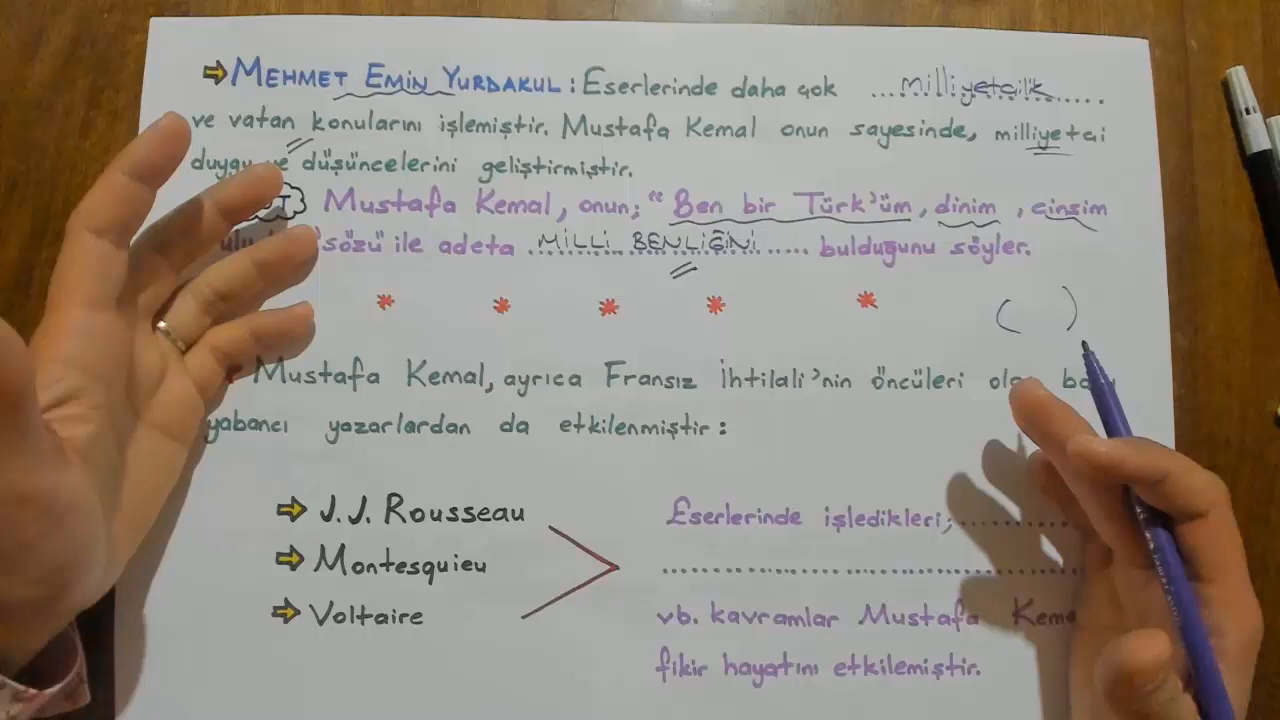 MEHMET EMİN YURDAKUL : Eserlerinde daha çok ...milliyetçilik...
ve vatan konularını işlemiştir. Mustafa Kemal onun sayesinde, milliyetçi
duygu ve düşüncelerini geliştirmiştir.
Mustafa Kemal, onun; "Ben bir Türk'üm, dinim, cinsim
sözü ile adeta ...MİLLİ BENLİĞİNİ...... bulduğunu söyler.
* * * * *
( )
Mustafa Kemal, ayrıca Fransız İhtilali'nin öncüleri
yabancı yazarlardan da etkilenmiştir :
⇨ J.J. Rousseau
⇨ Montesquieu
⇨ Voltaire
Eserlerinde işledikleri; ..........
..........................................
vb. kavramlar Mustafa
fikir hayatını etkilemiştir.